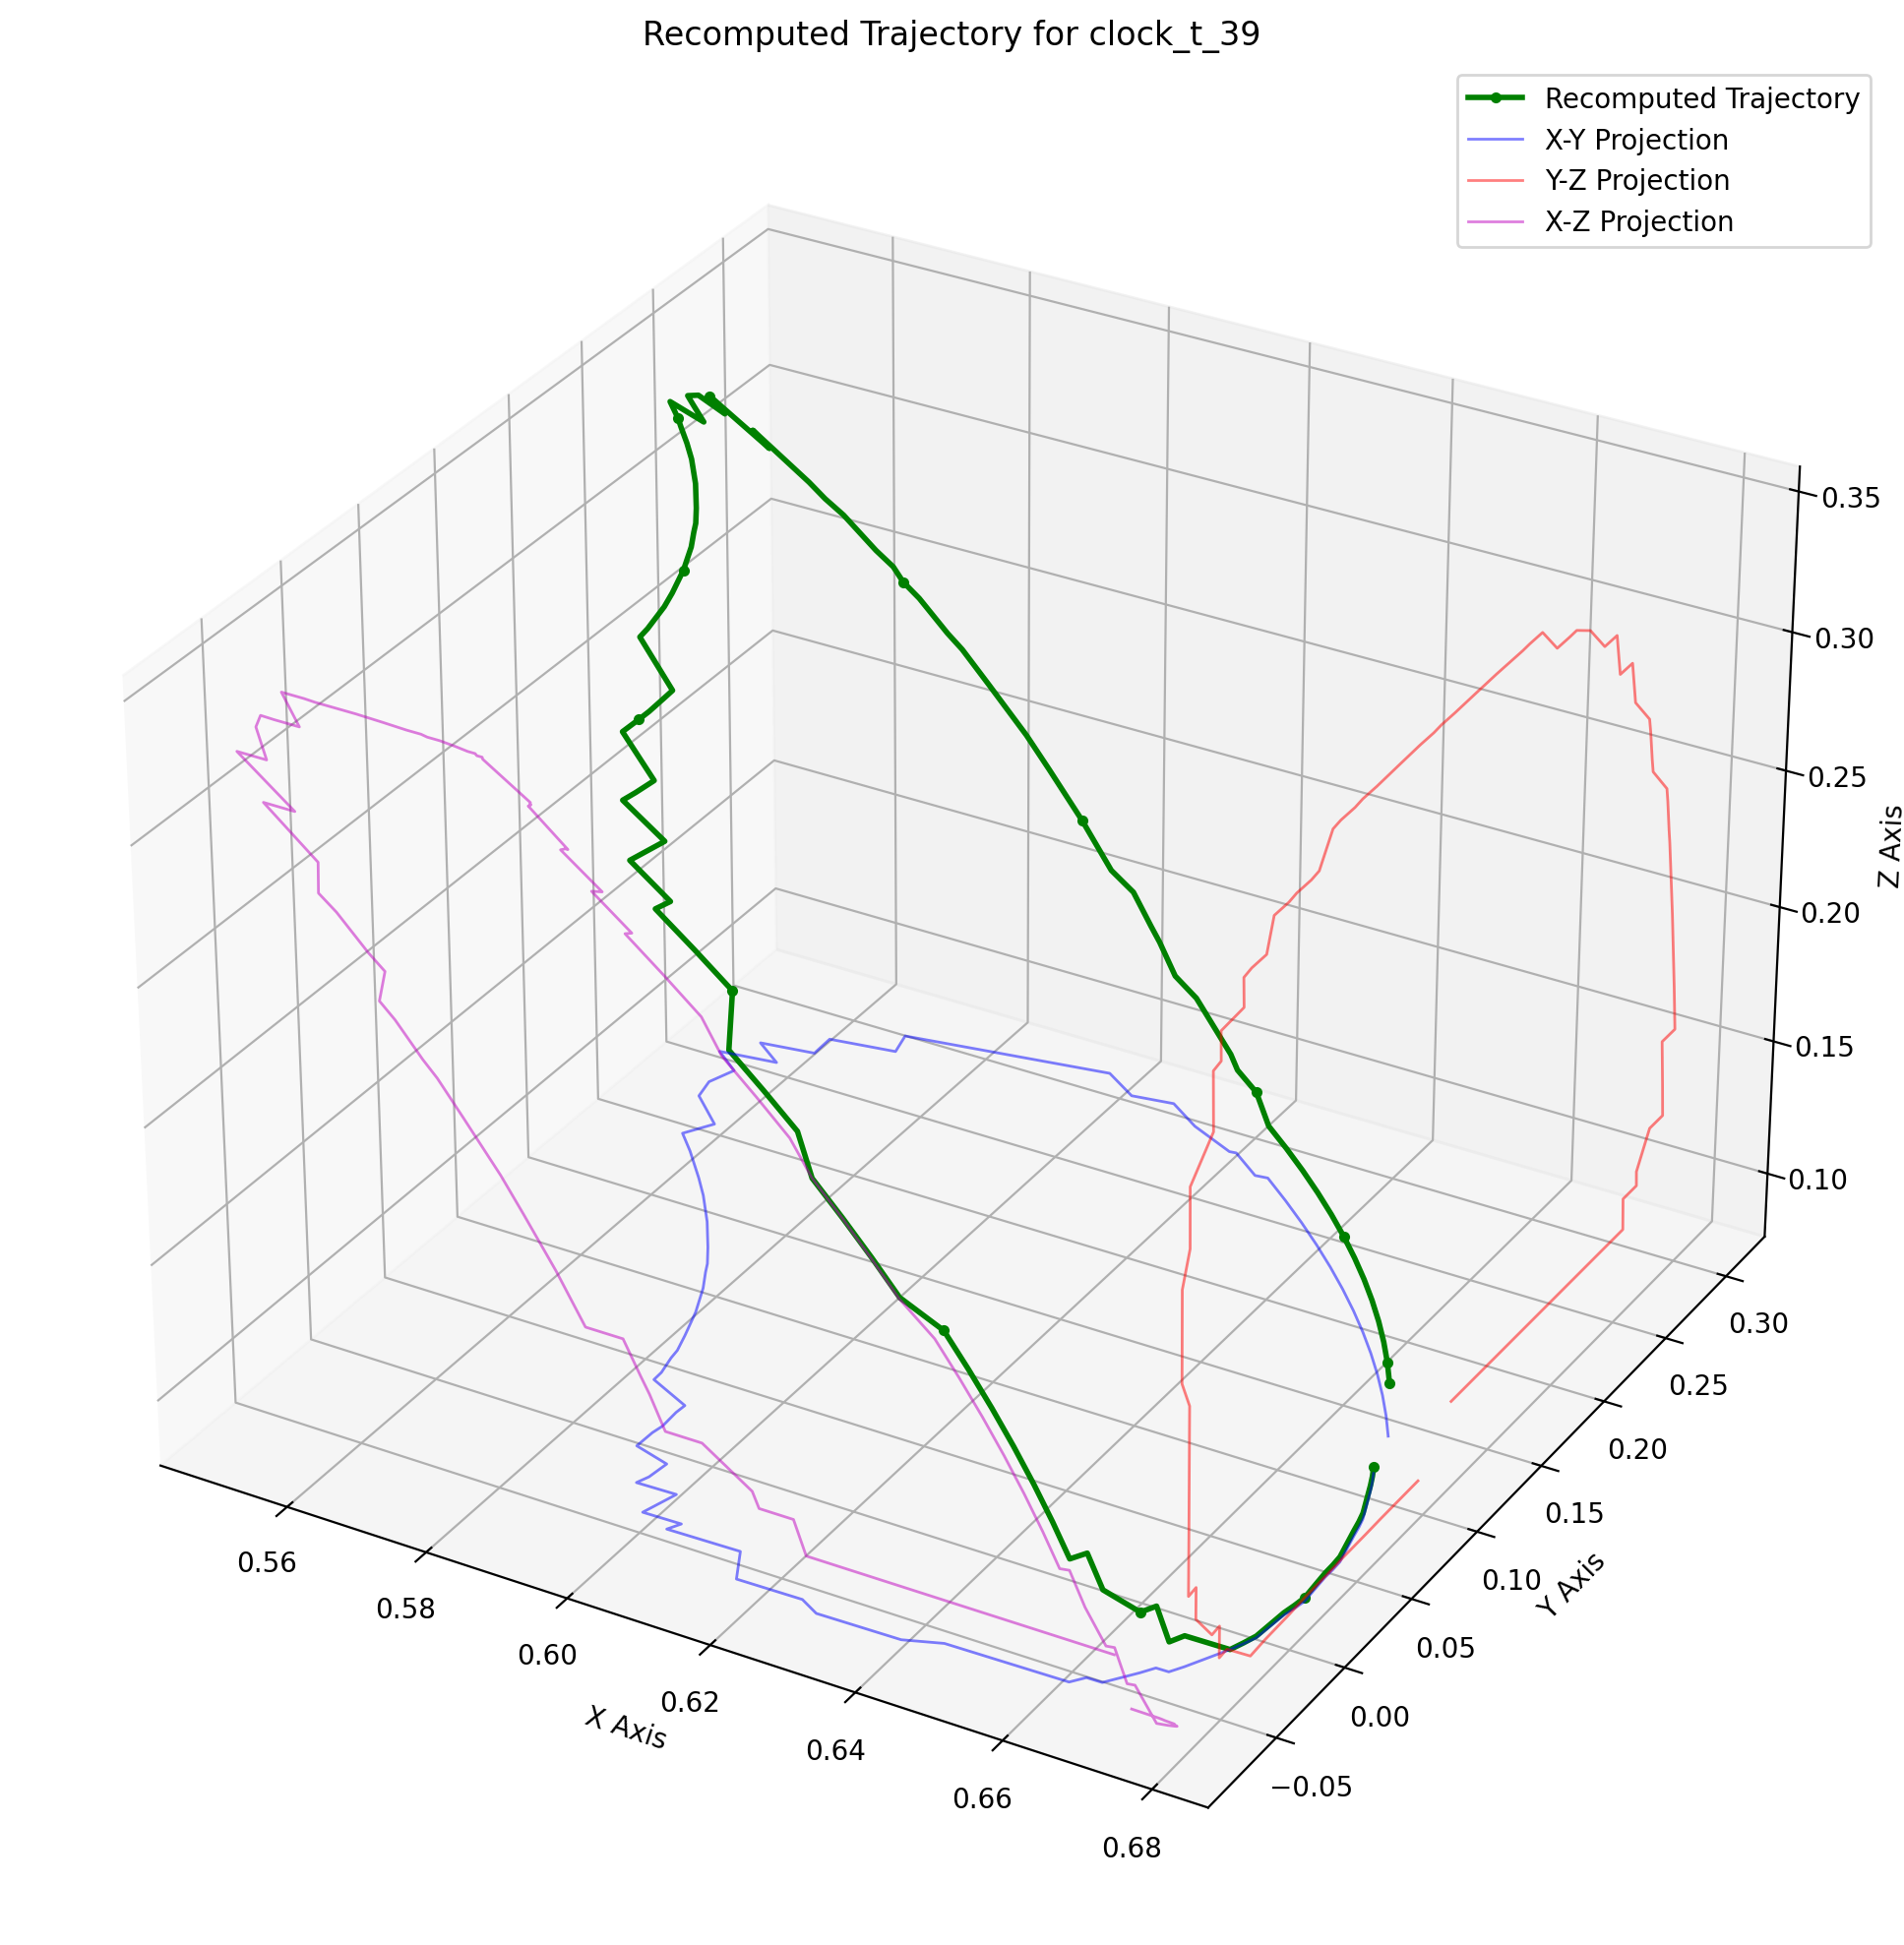 Recomputed Trajectory for clock_t_39
Recomputed Trajectory
X-Y Projection
Y-Z Projection
X-Z Projection
0.35
0.30
0.25
0.20
0.15
0.10
Z Axis
0.30
0.25
0.20
0.15
0.10
0.05
0.00
−0.05
Y Axis
0.56
0.58
0.60
0.62
0.64
0.66
0.68
X Axis